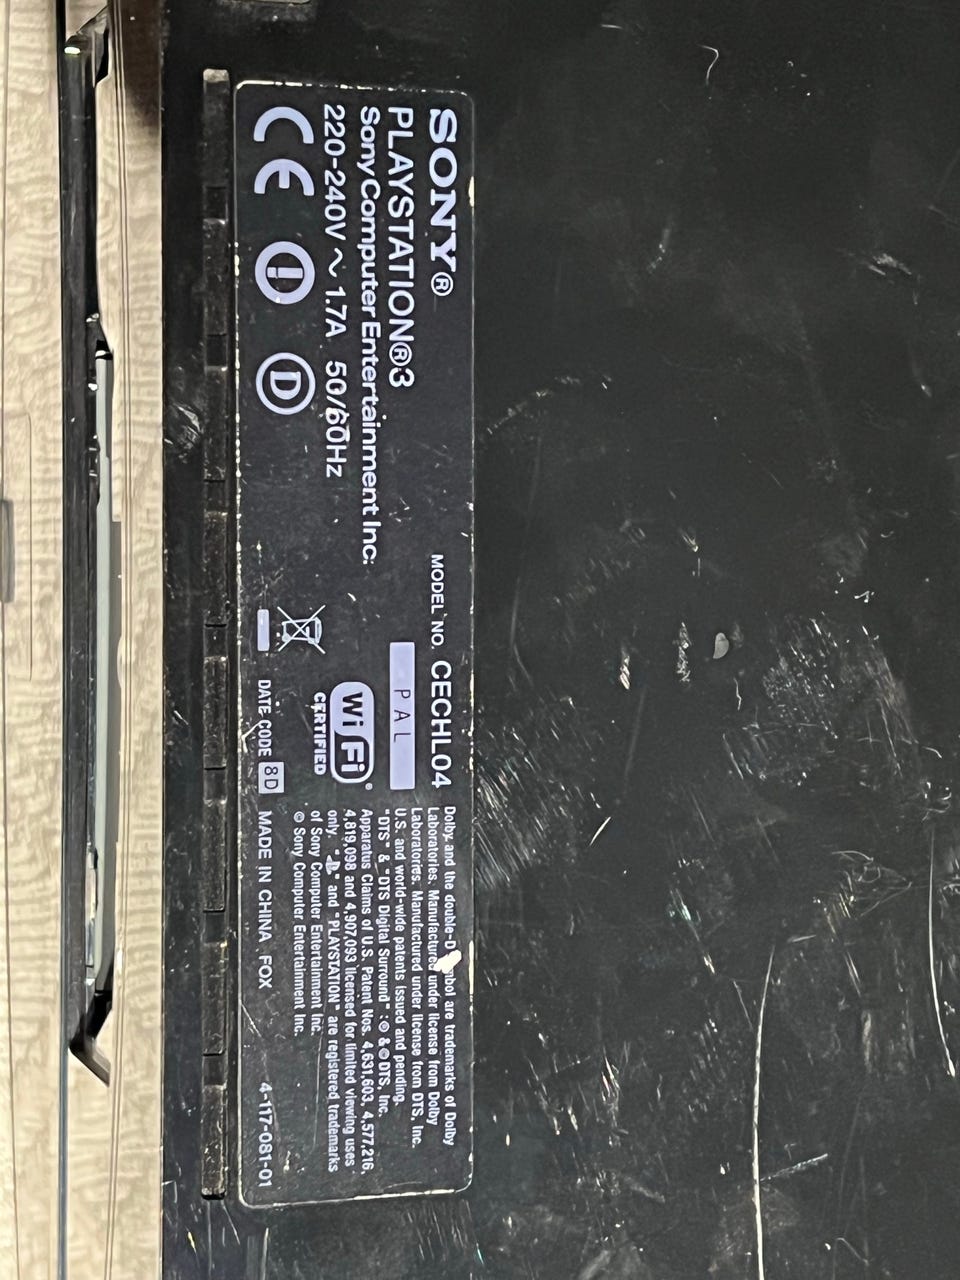 SONY®
PLAYSTATION®3
Sony Computer Entertainment Inc.
220-240V ~ 1.7A 50/60Hz
CE
D
MODEL NO. CECHL04
PAL
Wi Fi®
CERTIFIED
DATE CODE 8D
MADE IN CHINA FOX
Dolby and the double-D are trademarks of Dolby
Laboratories. Manufactured under license from Dolby
Laboratories. Manufactured under license from DTS, Inc.
U.S. and world-wide patents issued and pending.
"DTS" & "DTS Digital Surround" : ® & © DTS, Inc.
Apparatus Claims of U.S. Patent Nos. 4,631,603, 4,577,216,
4,819,098 and 4,907,093 licensed for limited viewing uses
only. " " and "PLAYSTATION" are registered trademarks
of Sony Computer Entertainment Inc.
© Sony Computer Entertainment Inc.
4-117-081-01